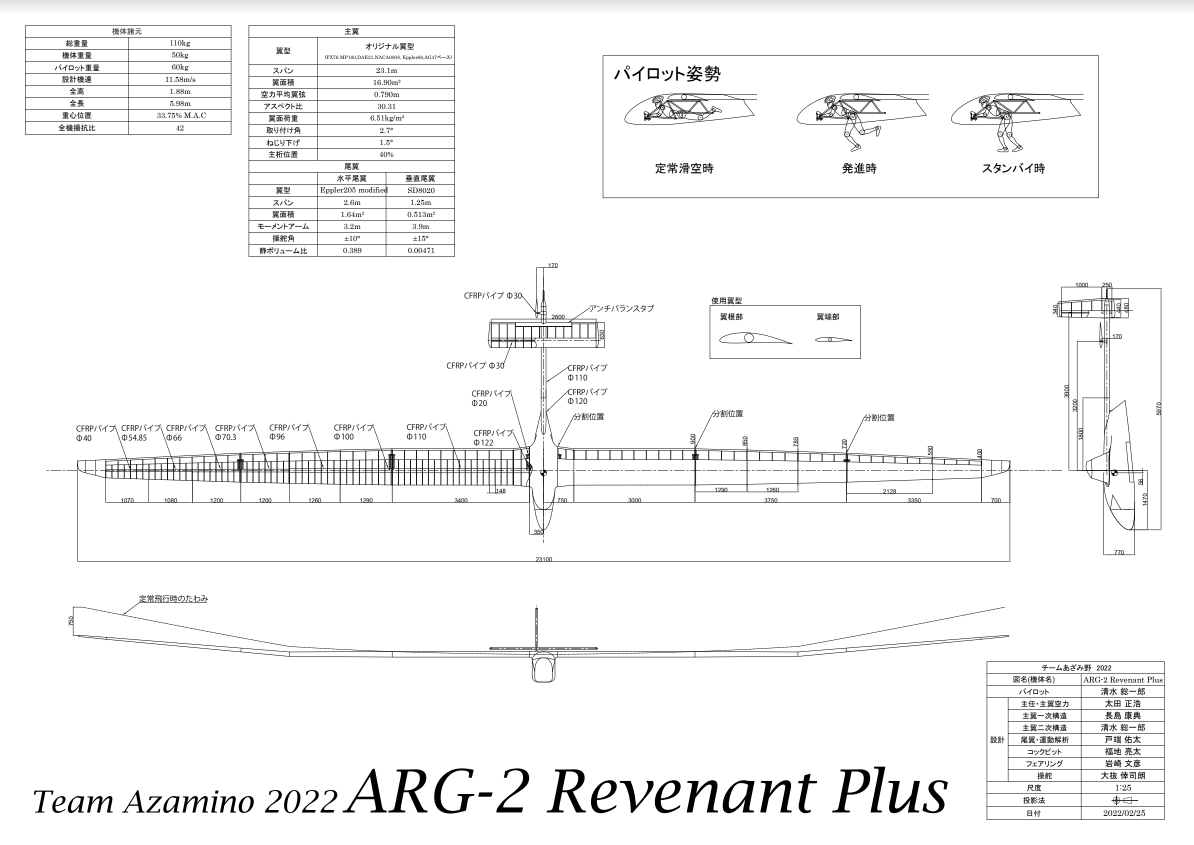 機体諸元
総重量 110kg
機体重量 50kg
パイロット重量 60kg
設計機速 11.58m/s
全高 1.88m
全長 5.98m
重心位置 33.75% M.A.C
全機揚抗比 42
主翼
翼型 オリジナル翼型
スパン 23.1m
翼面積 16.90m²
空力平均翼弦 0.790m
アスペクト比 30.31
翼面荷重 6.51kg/m²
取り付け角 2.7°
ねじり下げ 1.5°
主桁位置 40%
尾翼
水平尾翼 垂直尾翼
翼型 Eppler205 modified SD8020
スパン 2.6m 1.25m
翼面積 1.64m² 0.513m²
モーメントアーム 3.2m 3.9m
操舵角 ±10° ±15°
静ボリューム比 0.389 0.00471
パイロット姿勢
定常滑空時 発進時 スタンバイ時
170
CFRPパイプ Φ30
アンチバランスタブ
2600
630
CFRPパイプ Φ30
使用翼型
翼根部 翼端部
CFRPパイプ
Φ110
CFRPパイプ
Φ120
CFRPパイプ
Φ20
分割位置
CFRPパイプ
Φ122
CFRPパイプ
Φ40
CFRPパイプ
Φ54.85
CFRPパイプ
Φ66
CFRPパイプ
Φ70.3
CFRPパイプ
Φ96
CFRPパイプ
Φ100
CFRPパイプ
Φ110
分割位置
分割位置
900 850 785 720 550 450
148
1290 1260 2128
1070 1080 1200 1200 1260 1290 3400 750 3000 3750 3350 700
350
23100
1000 250
340 440 480
170
3900
3200
1800
5970
56
1470
770
定常飛行時のたわみ
750
チームあざみ野 2022
図名(機体名) ARG-2 Revenant Plus
パイロット 清水 総一郎
設計
主任・主翼空力 太田 正浩
主翼一次構造 長島 康典
主翼二次構造 清水 総一郎
尾翼・運動解析 戸端 佑太
コックピット 福地 亮太
フェアリング 岩崎 文彦
操舵 大抜 倖司朗
尺度 1:25
投影法
日付 2022/02/25
Team Azamino 2022 ARG-2 Revenant Plus